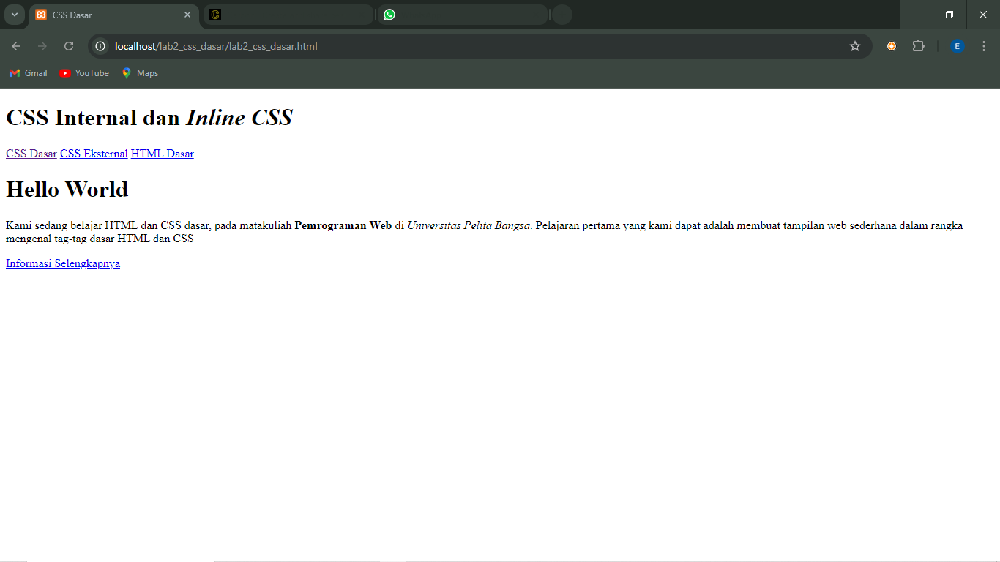 CSS Dasar
localhost/lab2_css_dasar/lab2_css_dasar.html
E
Gmail YouTube Maps
CSS Internal dan Inline CSS
CSS Dasar CSS Eksternal HTML Dasar
Hello World
Kami sedang belajar HTML dan CSS dasar, pada matakuliah Pemrograman Web di Universitas Pelita Bangsa. Pelajaran pertama yang kami dapat adalah membuat tampilan web sederhana dalam rangka
mengenal tag-tag dasar HTML dan CSS
Informasi Selengkapnya